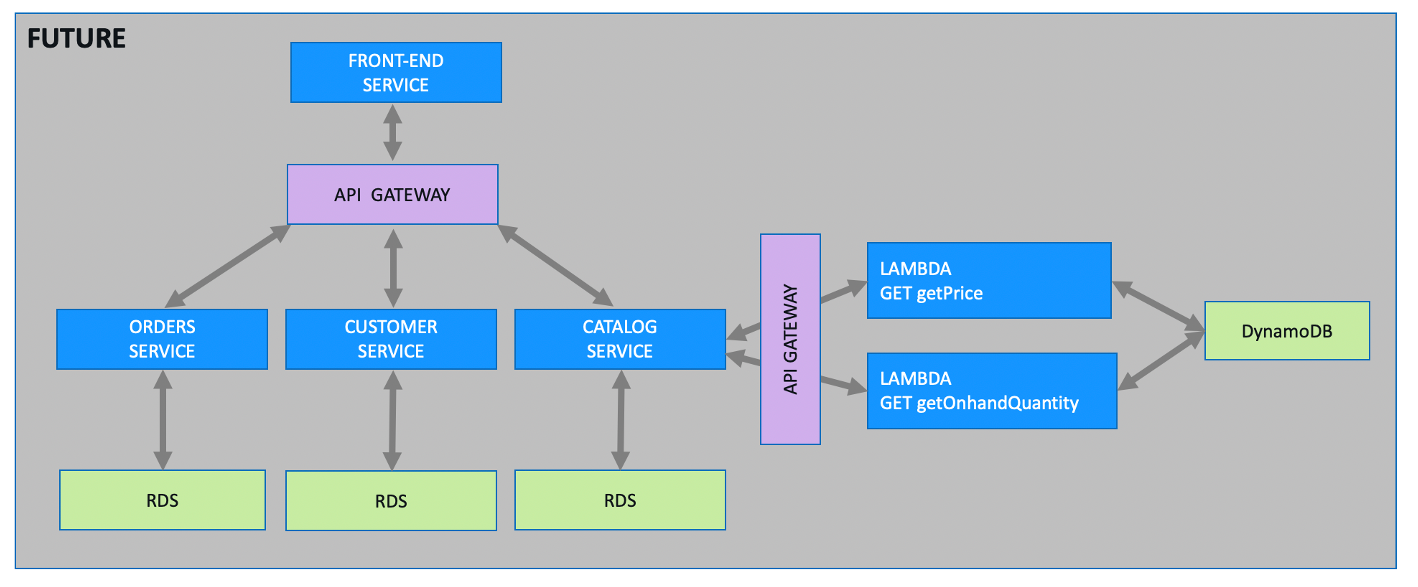 FUTURE
FRONT-END
SERVICE
API GATEWAY
ORDERS
SERVICE
CUSTOMER
SERVICE
CATALOG
SERVICE
API GATEWAY
LAMBDA
GET getPrice
LAMBDA
GET getOnhandQuantity
DynamoDB
RDS
RDS
RDS